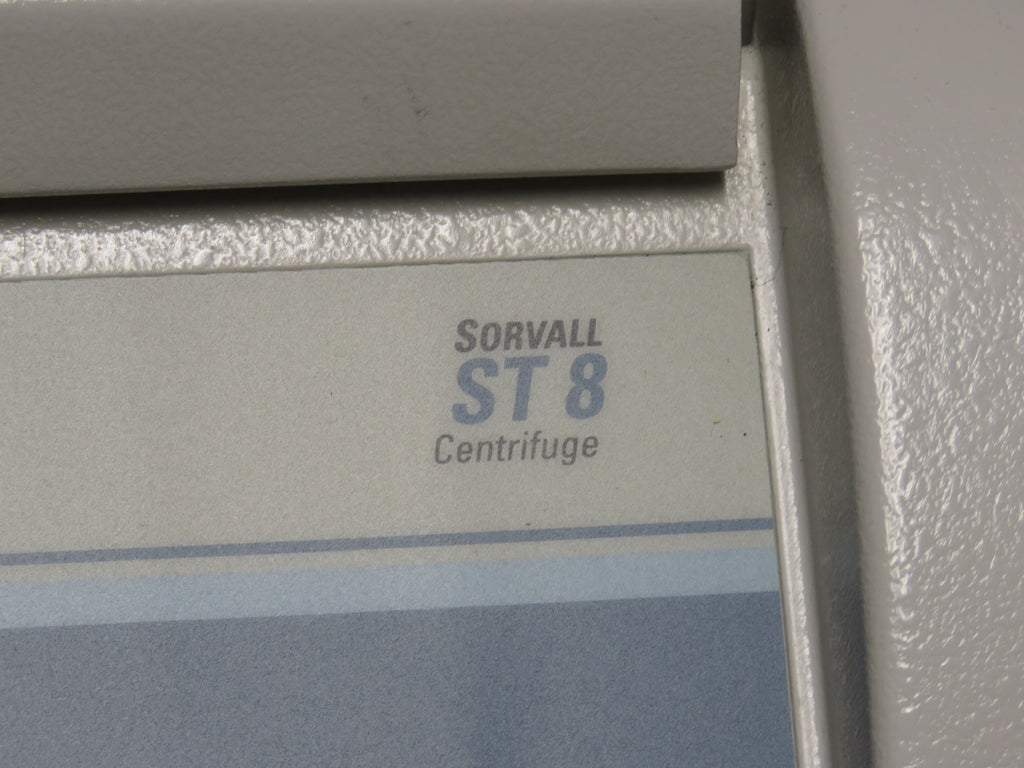 SORVALL
ST 8
Centrifuge